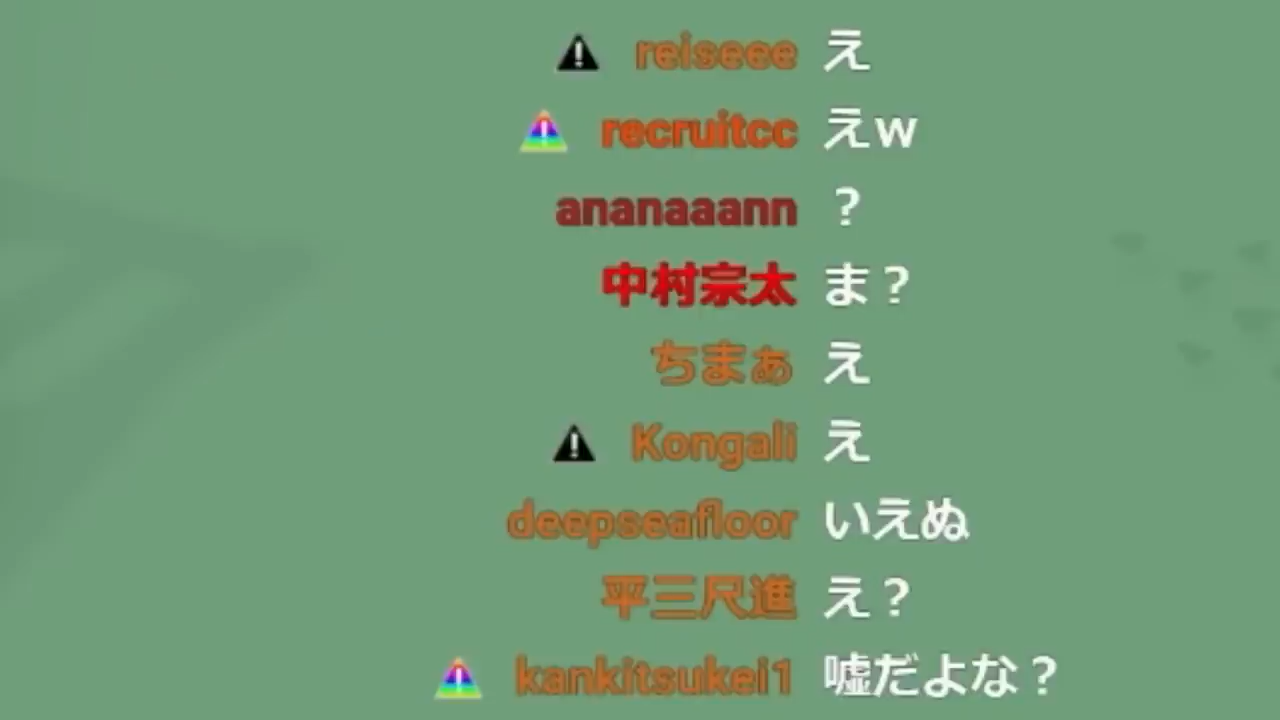 reiseee え
recruitcc えw
ananaaann ？
中村宗太 ま？
ちまぁ え
Kongali え
deepseafloor いえぬ
平三尺進 え？
kankitsukei1 嘘だよな？